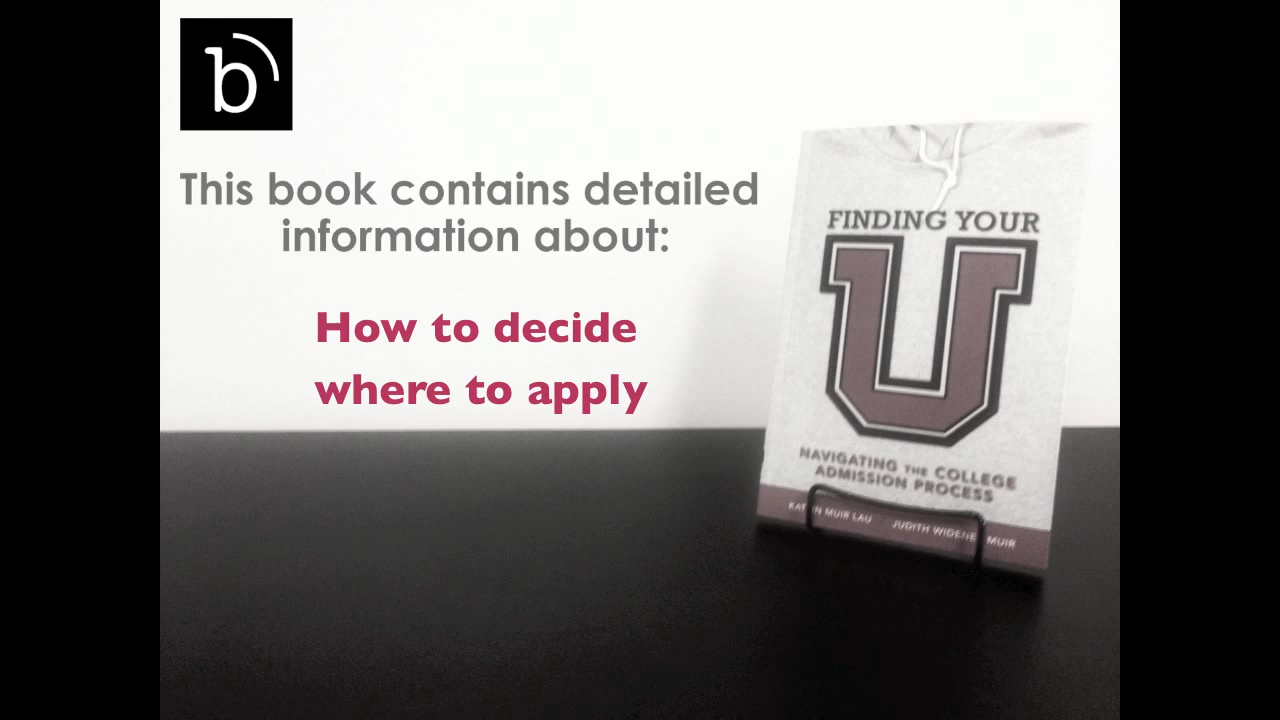 b
This book contains detailed
information about:
How to decide
where to apply
FINDING YOUR
U
NAVIGATING THE COLLEGE
ADMISSION PROCESS
MUIR LAU JUDITH MUIR